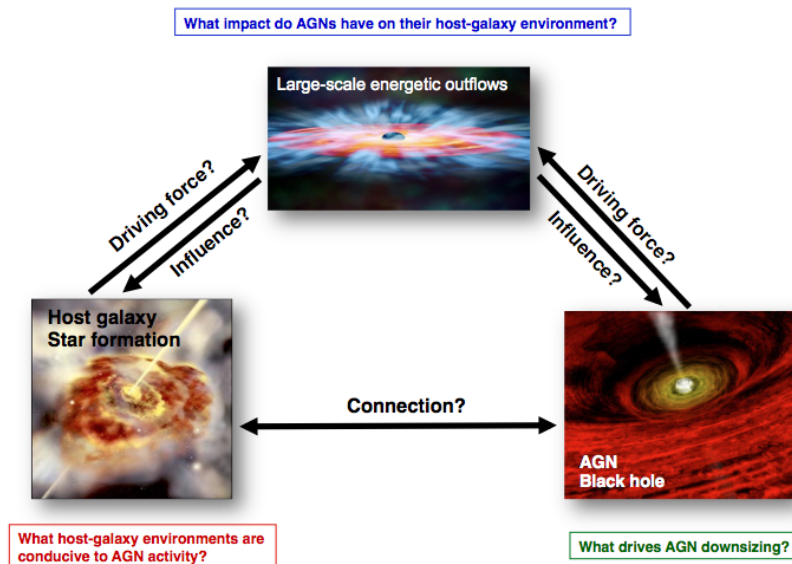 What impact do AGNs have on their host-galaxy environment?
Large-scale energetic outflows
Driving force?
Influence?
Driving force?
Influence?
Host galaxy
Star formation
Connection?
AGN
Black hole
What host-galaxy environments are
conducive to AGN activity?
What drives AGN downsizing?